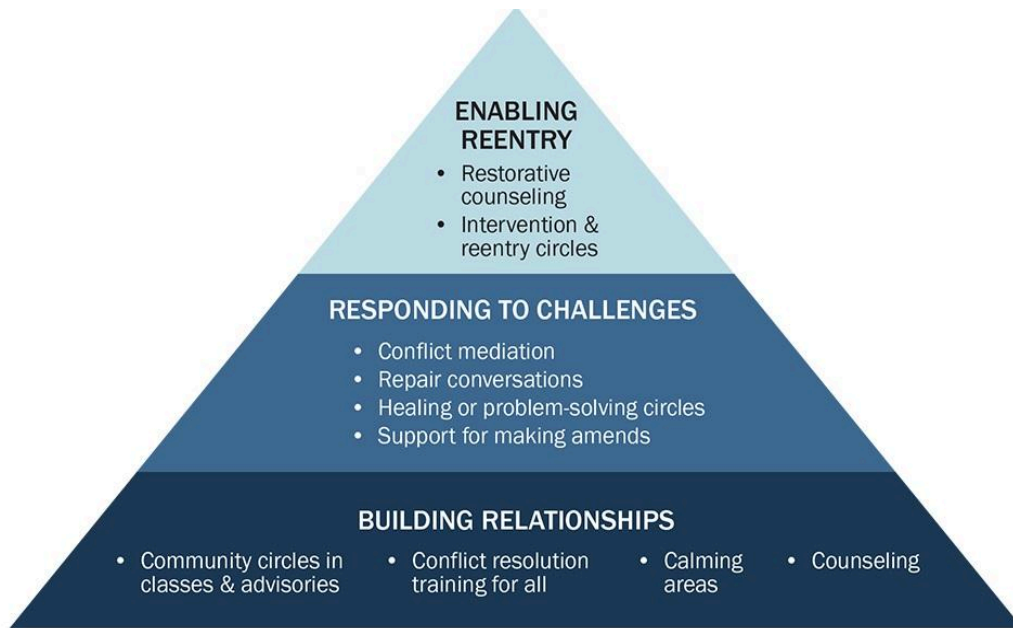 ENABLING
REENTRY
• Restorative
counseling
• Intervention &
reentry circles
RESPONDING TO CHALLENGES
• Conflict mediation
• Repair conversations
• Healing or problem-solving circles
• Support for making amends
BUILDING RELATIONSHIPS
• Community circles in
classes & advisories
• Conflict resolution
training for all
• Calming
areas
• Counseling